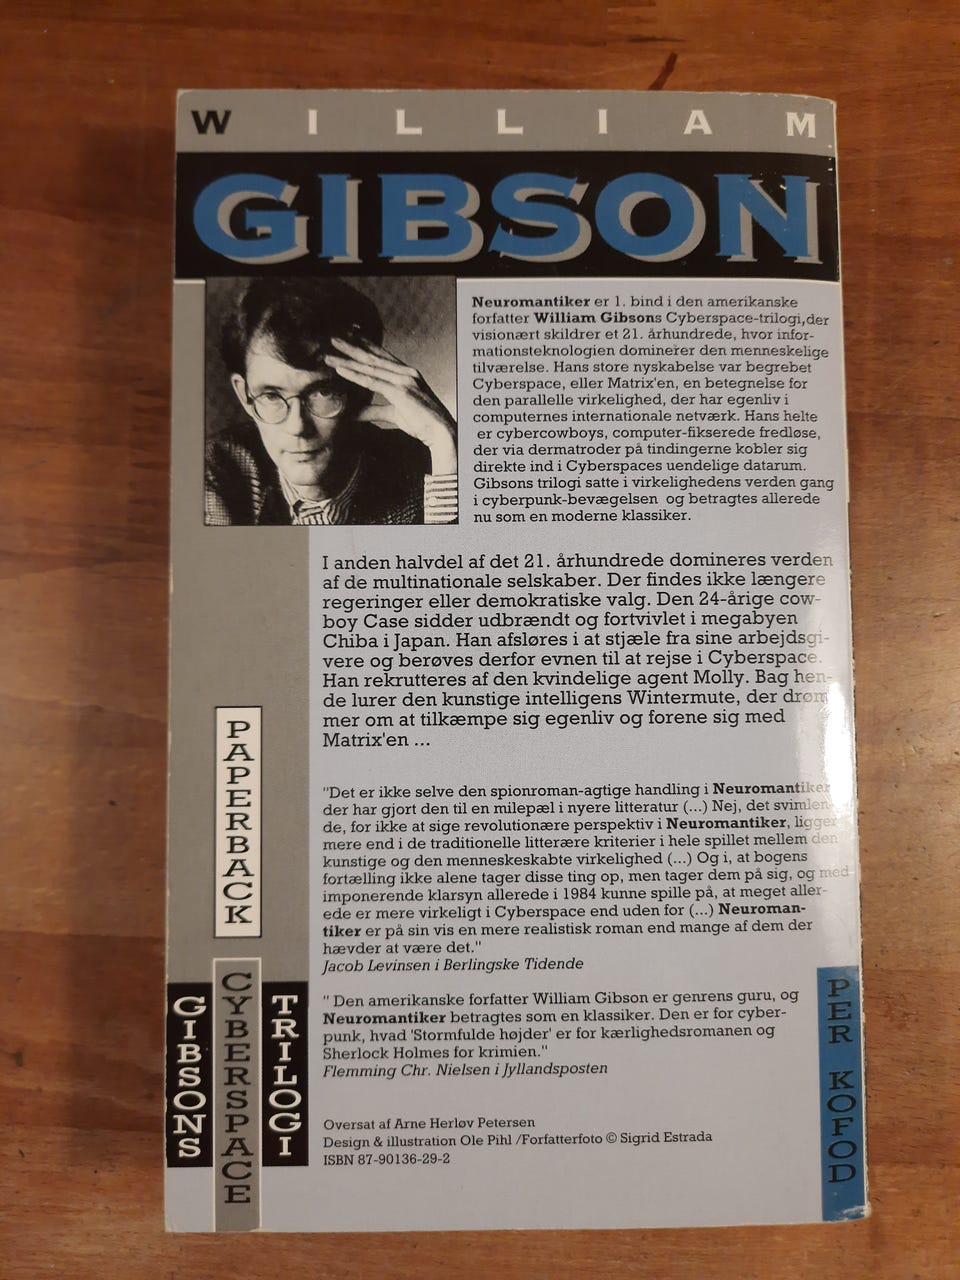 WILLIAM
GIBSON
Neuromantiker er 1. bind i den amerikanske
forfatter William Gibsons Cyberspace-trilogi,der
visionært skildrer et 21. århundrede, hvor infor-
mationsteknologien dominerer den menneskelige
tilværelse. Hans store nyskabelse var begrebet
Cyberspace, eller Matrix'en, en betegnelse for
den parallelle virkelighed, der har egenliv i
computernes internationale netværk. Hans helte
er cybercowboys, computer-fikserede fredløse,
der via dermatroder på tindingerne kobler sig
direkte ind i Cyberspaces uendelige datarum.
Gibsons trilogi satte i virkelighedens verden gang
i cyberpunk-bevægelsen og betragtes allerede
nu som en moderne klassiker.
I anden halvdel af det 21. århundrede domineres verden
af de multinationale selskaber. Der findes ikke længere
regeringer eller demokratiske valg. Den 24-årige cow-
boy Case sidder udbrændt og fortvivlet i megabyen
Chiba i Japan. Han afsløres i at stjæle fra sine arbejdsgi-
vere og berøves derfor evnen til at rejse i Cyberspace.
Han rekrutteres af den kvindelige agent Molly. Bag hen-
de lurer den kunstige intelligens Wintermute, der drøm
mer om at tilkæmpe sig egenliv og forene sig med
Matrix'en ...
"Det er ikke selve den spionroman-agtige handling i Neuromantiker
der har gjort den til en milepæl i nyere litteratur (...) Nej, det svimlen-
de, for ikke at sige revolutionære perspektiv i Neuromantiker, ligger
mere end i de traditionelle litterære kriterier i hele spillet mellem den
kunstige og den menneskeskabte virkelighed (...) Og i, at bogens
fortælling ikke alene tager disse ting op, men tager dem på sig, og med
imponerende klarsyn allerede i 1984 kunne spille på, at meget aller-
ede er mere virkeligt i Cyberspace end uden for (...) Neuroman-
tiker er på sin vis en mere realistisk roman end mange af dem der
hævder at være det."
Jacob Levinsen i Berlingske Tidende
" Den amerikanske forfatter William Gibson er genrens guru, og
Neuromantiker betragtes som en klassiker. Den er for cyber-
punk, hvad 'Stormfulde højder' er for kærlighedsromanen og
Sherlock Holmes for krimien."
Flemming Chr. Nielsen i Jyllandsposten
Oversat af Arne Herløv Petersen
Design & illustration Ole Pihl /Forfatterfoto © Sigrid Estrada
ISBN 87-90136-29-2
PAPERBACK
GIBSONS
CYBERSPACE
TRILOGI
PER KOFOD